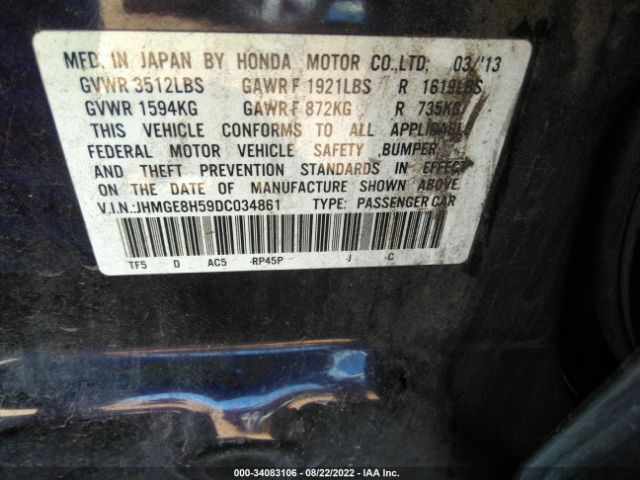 MFD. IN JAPAN BY HONDA MOTOR CO.,LTD; 03/'13
GVWR 3512LBS GAWR F 1921LBS R 1619LBS
GVWR 1594KG GAWR F 872KG R 735KG
THIS VEHICLE CONFORMS TO ALL APPLICABLE
FEDERAL MOTOR VEHICLE SAFETY ,BUMPER,
AND THEFT PREVENTION STANDARDS IN EFFECT
ON THE DATE OF MANUFACTURE SHOWN ABOVE.
V.I.N.:JHMGE8H59DC034861 TYPE: PASSENGER CAR
TF5 D AC5 -RP45P -J C
000-34083106 - 08/22/2022 - IAA Inc.